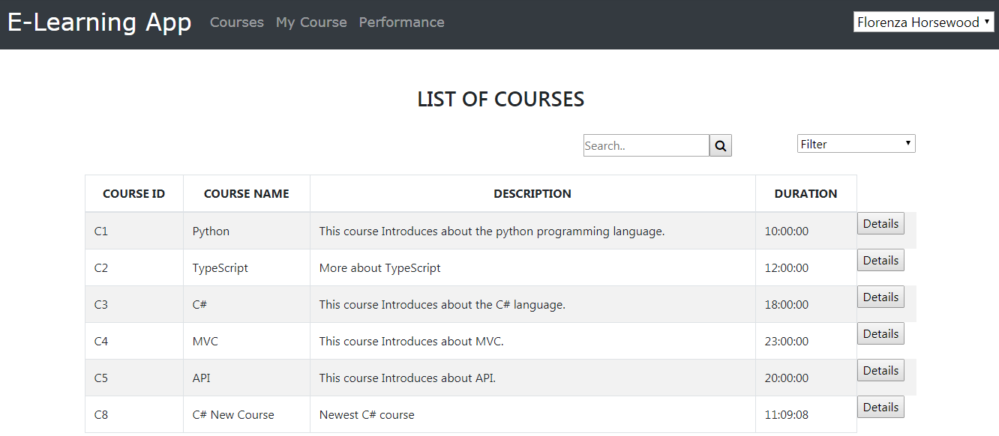 E-Learning App Courses My Course Performance Florenza Horsewood
LIST OF COURSES
Search.. Filter
COURSE ID COURSE NAME DESCRIPTION DURATION
C1 Python This course Introduces about the python programming language. 10:00:00 Details
C2 TypeScript More about TypeScript 12:00:00 Details
C3 C# This course Introduces about the C# language. 18:00:00 Details
C4 MVC This course Introduces about MVC. 23:00:00 Details
C5 API This course Introduces about API. 20:00:00 Details
C8 C# New Course Newest C# course 11:09:08 Details